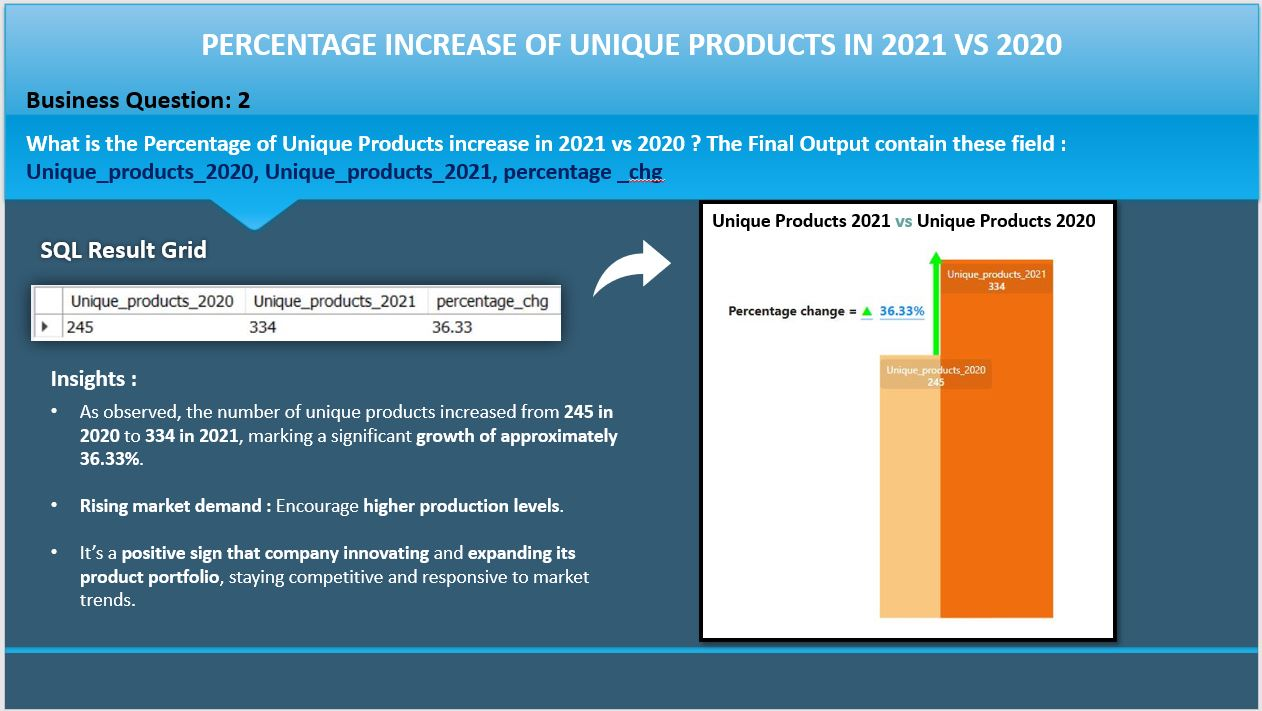 PERCENTAGE INCREASE OF UNIQUE PRODUCTS IN 2021 VS 2020
Business Question: 2
What is the Percentage of Unique Products increase in 2021 vs 2020 ? The Final Output contain these field :
Unique_products_2020, Unique_products_2021, percentage _chg
SQL Result Grid
Unique_products_2020 Unique_products_2021 percentage_chg
245 334 36.33
Insights :
• As observed, the number of unique products increased from 245 in
2020 to 334 in 2021, marking a significant growth of approximately
36.33%.
• Rising market demand : Encourage higher production levels.
• It’s a positive sign that company innovating and expanding its
product portfolio, staying competitive and responsive to market
trends.
Unique Products 2021 vs Unique Products 2020
Unique_products_2021
334
Percentage change = ▲ 36.33%
Unique_products_2020
245